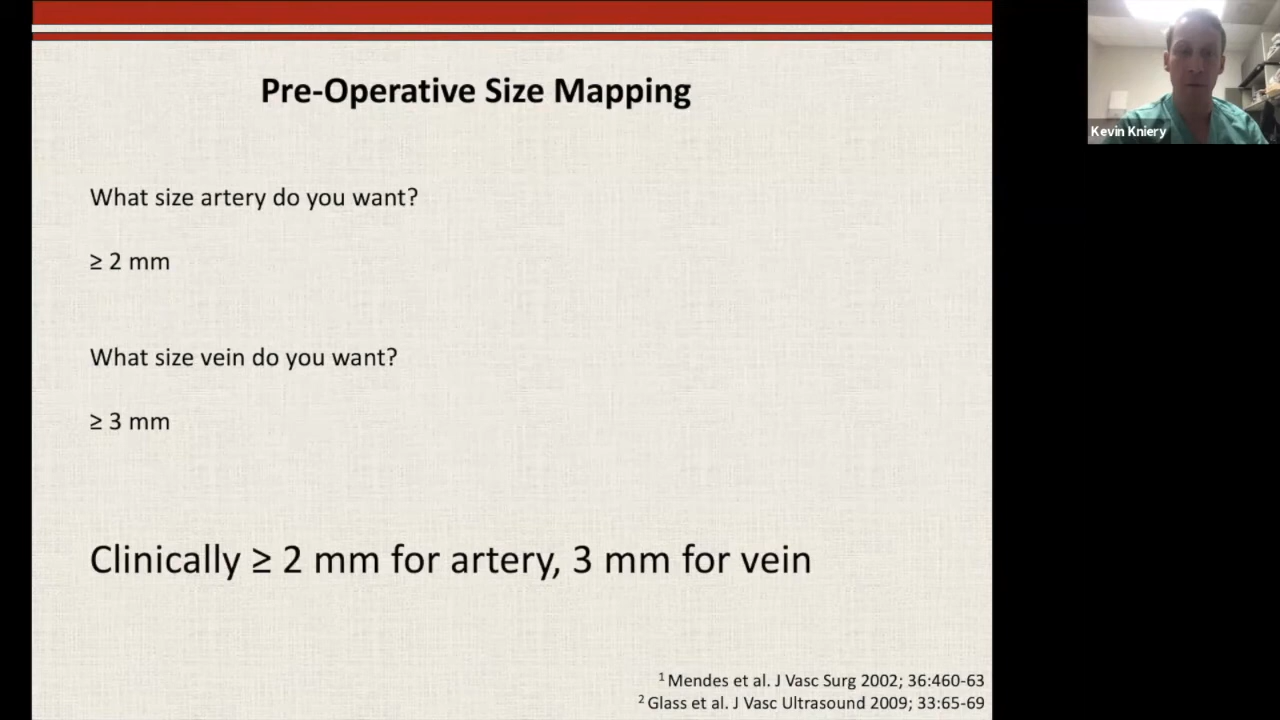 Pre-Operative Size Mapping
Kevin Kniery
What size artery do you want?
≥ 2 mm
What size vein do you want?
≥ 3 mm
Clinically ≥ 2 mm for artery, 3 mm for vein
¹ Mendes et al. J Vasc Surg 2002; 36:460-63
² Glass et al. J Vasc Ultrasound 2009; 33:65-69